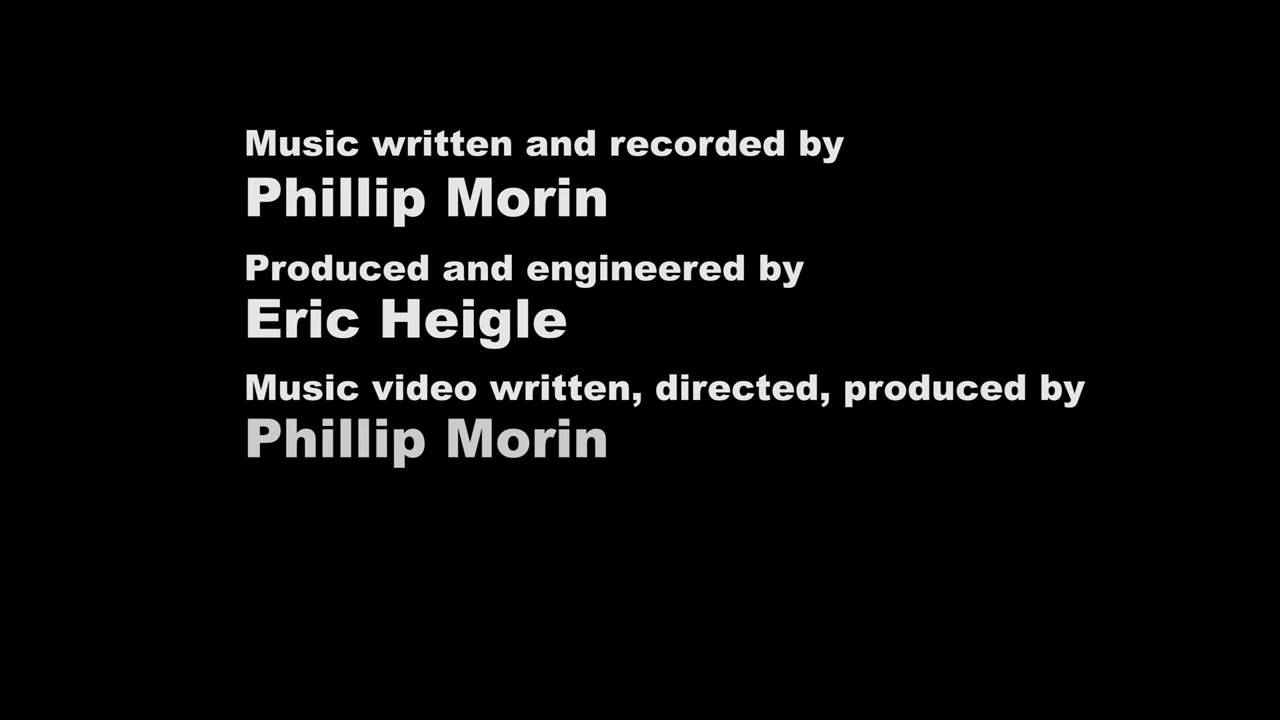 Music written and recorded by
Phillip Morin
Produced and engineered by
Eric Heigle
Music video written, directed, produced by
Phillip Morin